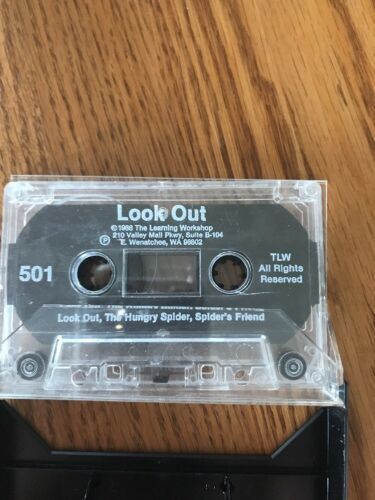 Look Out
©1988 The Learning Workshop
210 Valley Mall Pkwy, Suite B-104
℗ E. Wenatchee, WA 98802
501
TLW
All Rights
Reserved
Look Out, The Hungry Spider, Spider's Friend